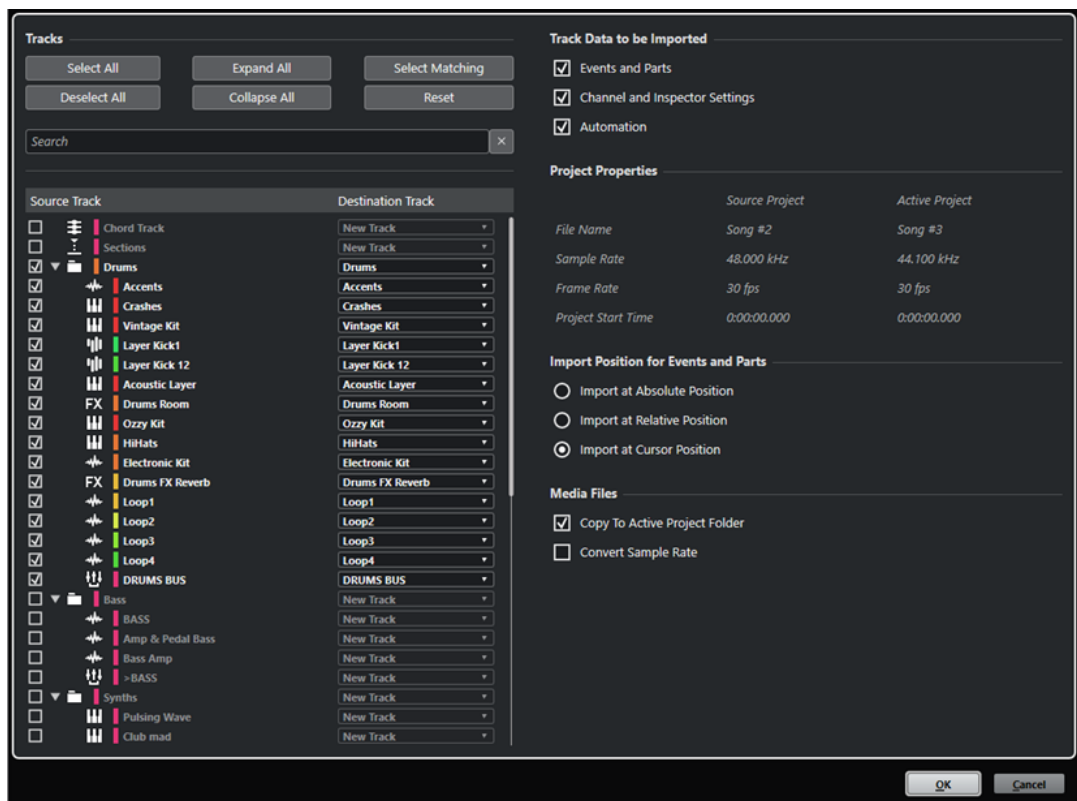 Tracks
Select All Expand All Select Matching
Deselect All Collapse All Reset
Search
Source Track Destination Track
Chord Track New Track
Sections New Track
Drums Drums
Accents Accents
Crashes Crashes
Vintage Kit Vintage Kit
Layer Kick1 Layer Kick1
Layer Kick 12 Layer Kick 12
Acoustic Layer Acoustic Layer
FX Drums Room Drums Room
Ozzy Kit Ozzy Kit
HiHats HiHats
Electronic Kit Electronic Kit
FX Drums FX Reverb Drums FX Reverb
Loop1 Loop1
Loop2 Loop2
Loop3 Loop3
Loop4 Loop4
DRUMS BUS DRUMS BUS
Bass New Track
BASS New Track
Amp & Pedal Bass New Track
Bass Amp New Track
>BASS New Track
Synths New Track
Pulsing Wave New Track
Club mad New Track
Track Data to be Imported
Events and Parts
Channel and Inspector Settings
Automation
Project Properties
Source Project Active Project
File Name Song #2 Song #3
Sample Rate 48.000 kHz 44.100 kHz
Frame Rate 30 fps 30 fps
Project Start Time 0:00:00.000 0:00:00.000
Import Position for Events and Parts
Import at Absolute Position
Import at Relative Position
Import at Cursor Position
Media Files
Copy To Active Project Folder
Convert Sample Rate
OK Cancel